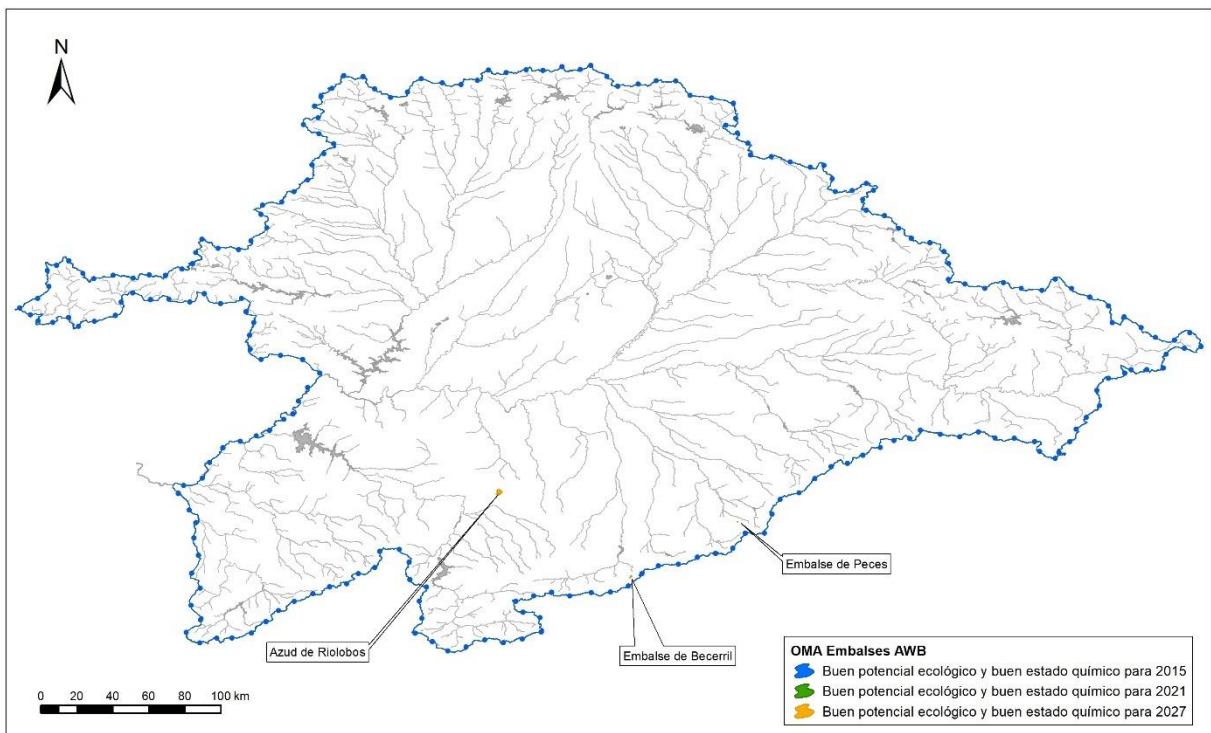 N
Embalse de Peces
Azud de Riolobos
Embalse de Becerril
0 20 40 60 80 100 km
OMA Embalses AWB
Buen potencial ecológico y buen estado químico para 2015
Buen potencial ecológico y buen estado químico para 2021
Buen potencial ecológico y buen estado químico para 2027